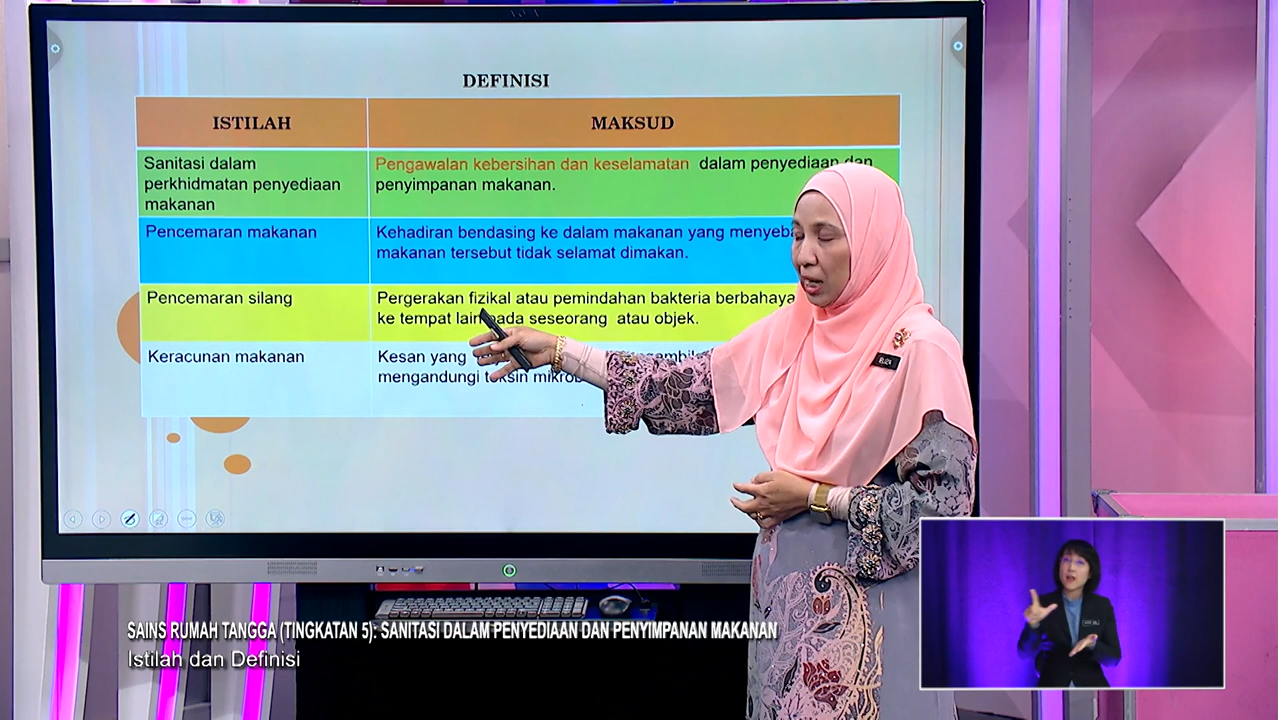 DEFINISI
ISTILAH
MAKSUD
Sanitasi dalam
perkhidmatan penyediaan
makanan
Pengawalan kebersihan dan keselamatan dalam penyediaan dan
penyimpanan makanan.
Pencemaran makanan
Kehadiran bendasing ke dalam makanan yang
makanan tersebut tidak selamat dimakan.
Pencemaran silang
Pergerakan fizikal atau pemindahan bakteria berbahaya
ke tempat lain pada seseorang atau objek.
Keracunan makanan
Kesan yang
mengandungi toksin
SAINS RUMAH TANGGA (TINGKATAN 5): SANITASI DALAM PENYEDIAAN DAN PENYIMPANAN MAKANAN
Istilah dan Definisi